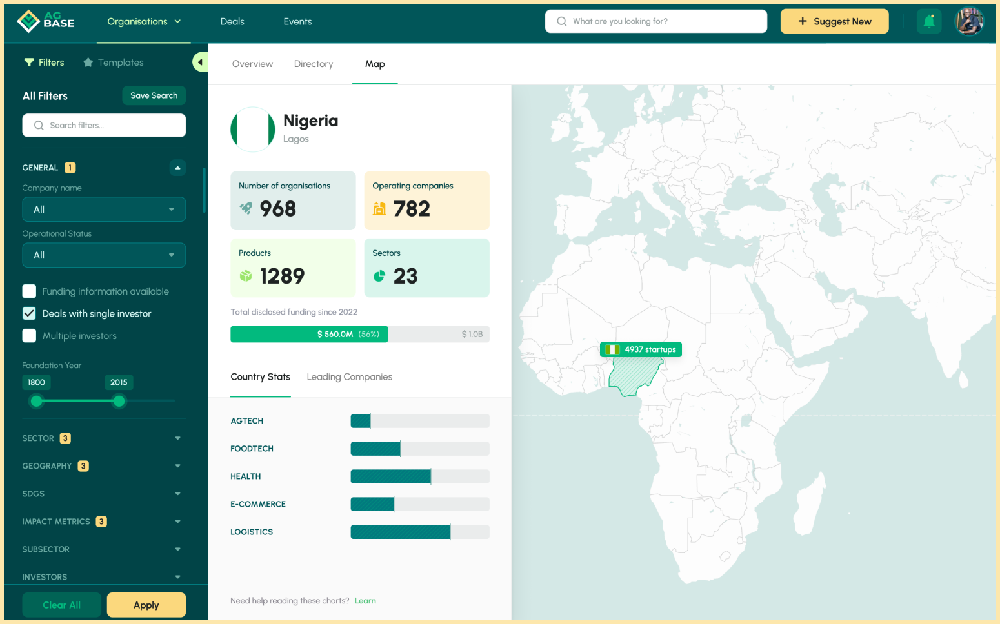 AG
BASE
Organisations
Deals
Events
What are you looking for?
Suggest New
Filters
Templates
All Filters
Save Search
Search filters...
GENERAL 1
Company name
All
Operational Status
All
Funding information available
Deals with single investor
Multiple investors
Foundation Year
1800
2015
SECTOR 3
GEOGRAPHY 3
SDGS
IMPACT METRICS 3
SUBSECTOR
INVESTORS
Clear All
Apply
Overview
Directory
Map
Nigeria
Lagos
Number of organisations
968
Operating companies
782
Products
1289
Sectors
23
Total disclosed funding since 2022
$ 560.0M (56%)
$ 1.0B
Country Stats
Leading Companies
AGTECH
FOODTECH
HEALTH
E-COMMERCE
LOGISTICS
Need help reading these charts? Learn
4937 startups